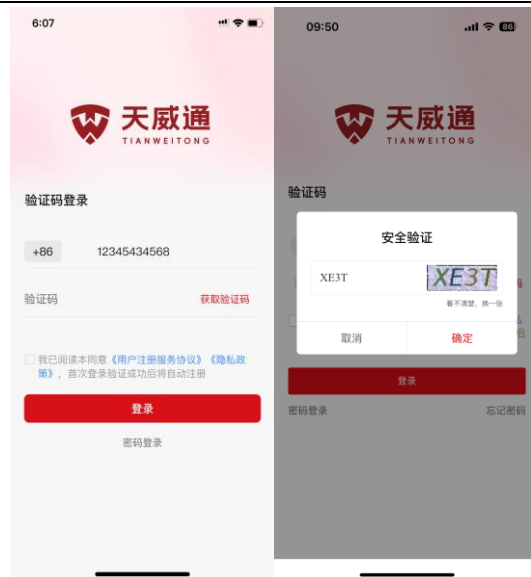 6:07
天威通
TIANWEITONG
验证码登录
+86 12345434568
验证码 获取验证码
我已阅读本同意《用户注册服务协议》《隐私政
策》，首次登录验证成功后将自动注册
登录
密码登录
09:50
86
天威通
TIANWEITONG
验证码
安全验证
XE3T XE3T
看不清楚，换一张
取消 确定
登录
密码登录 忘记密码